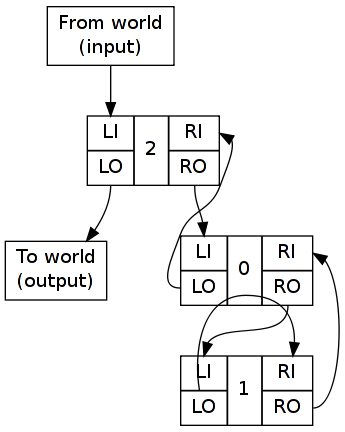 From world
(input)
LI 2 RI
LO RO
To world
(output)
LI 0 RI
LO RO
LI 1 RI
LO RO